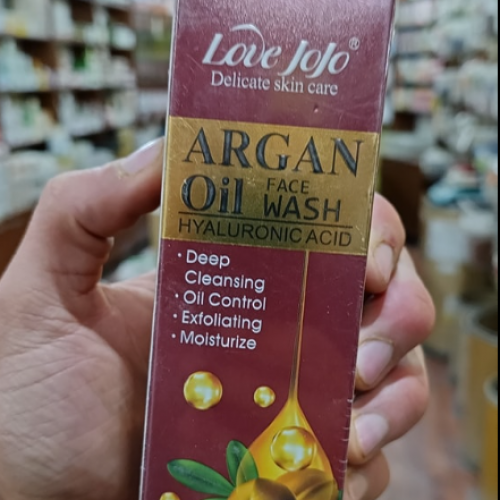 Love JoJo®
Delicate skin care
ARGAN
Oil FACE WASH
HYALURONIC ACID
· Deep
Cleansing
· Oil Control
· Exfoliating
· Moisturize